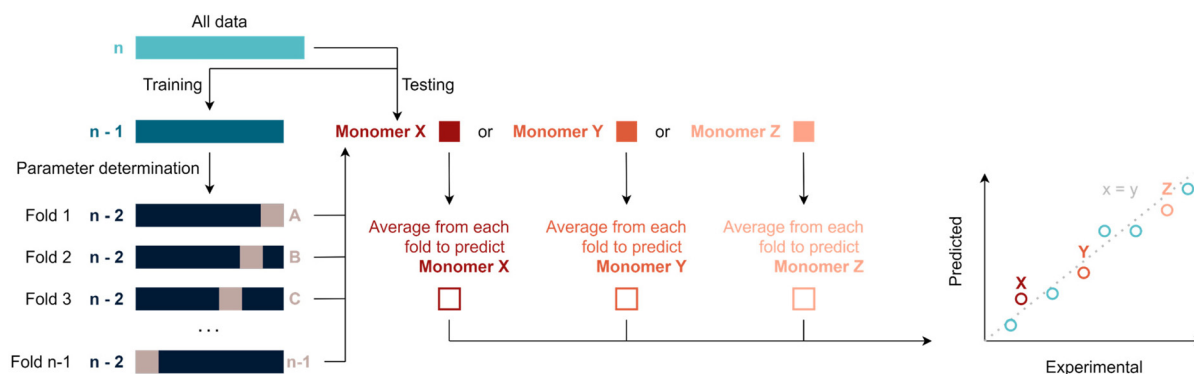 All data
n
Training
Testing
n - 1
Monomer X
or
Monomer Y
or
Monomer Z
Parameter determination
Fold 1 n - 2 A
Fold 2 n - 2 B
Fold 3 n - 2 C
...
Fold n-1 n - 2 n-1
Average from each
fold to predict
Monomer X
Average from each
fold to predict
Monomer Y
Average from each
fold to predict
Monomer Z
Predicted
x = y
Z
Y
X
Experimental